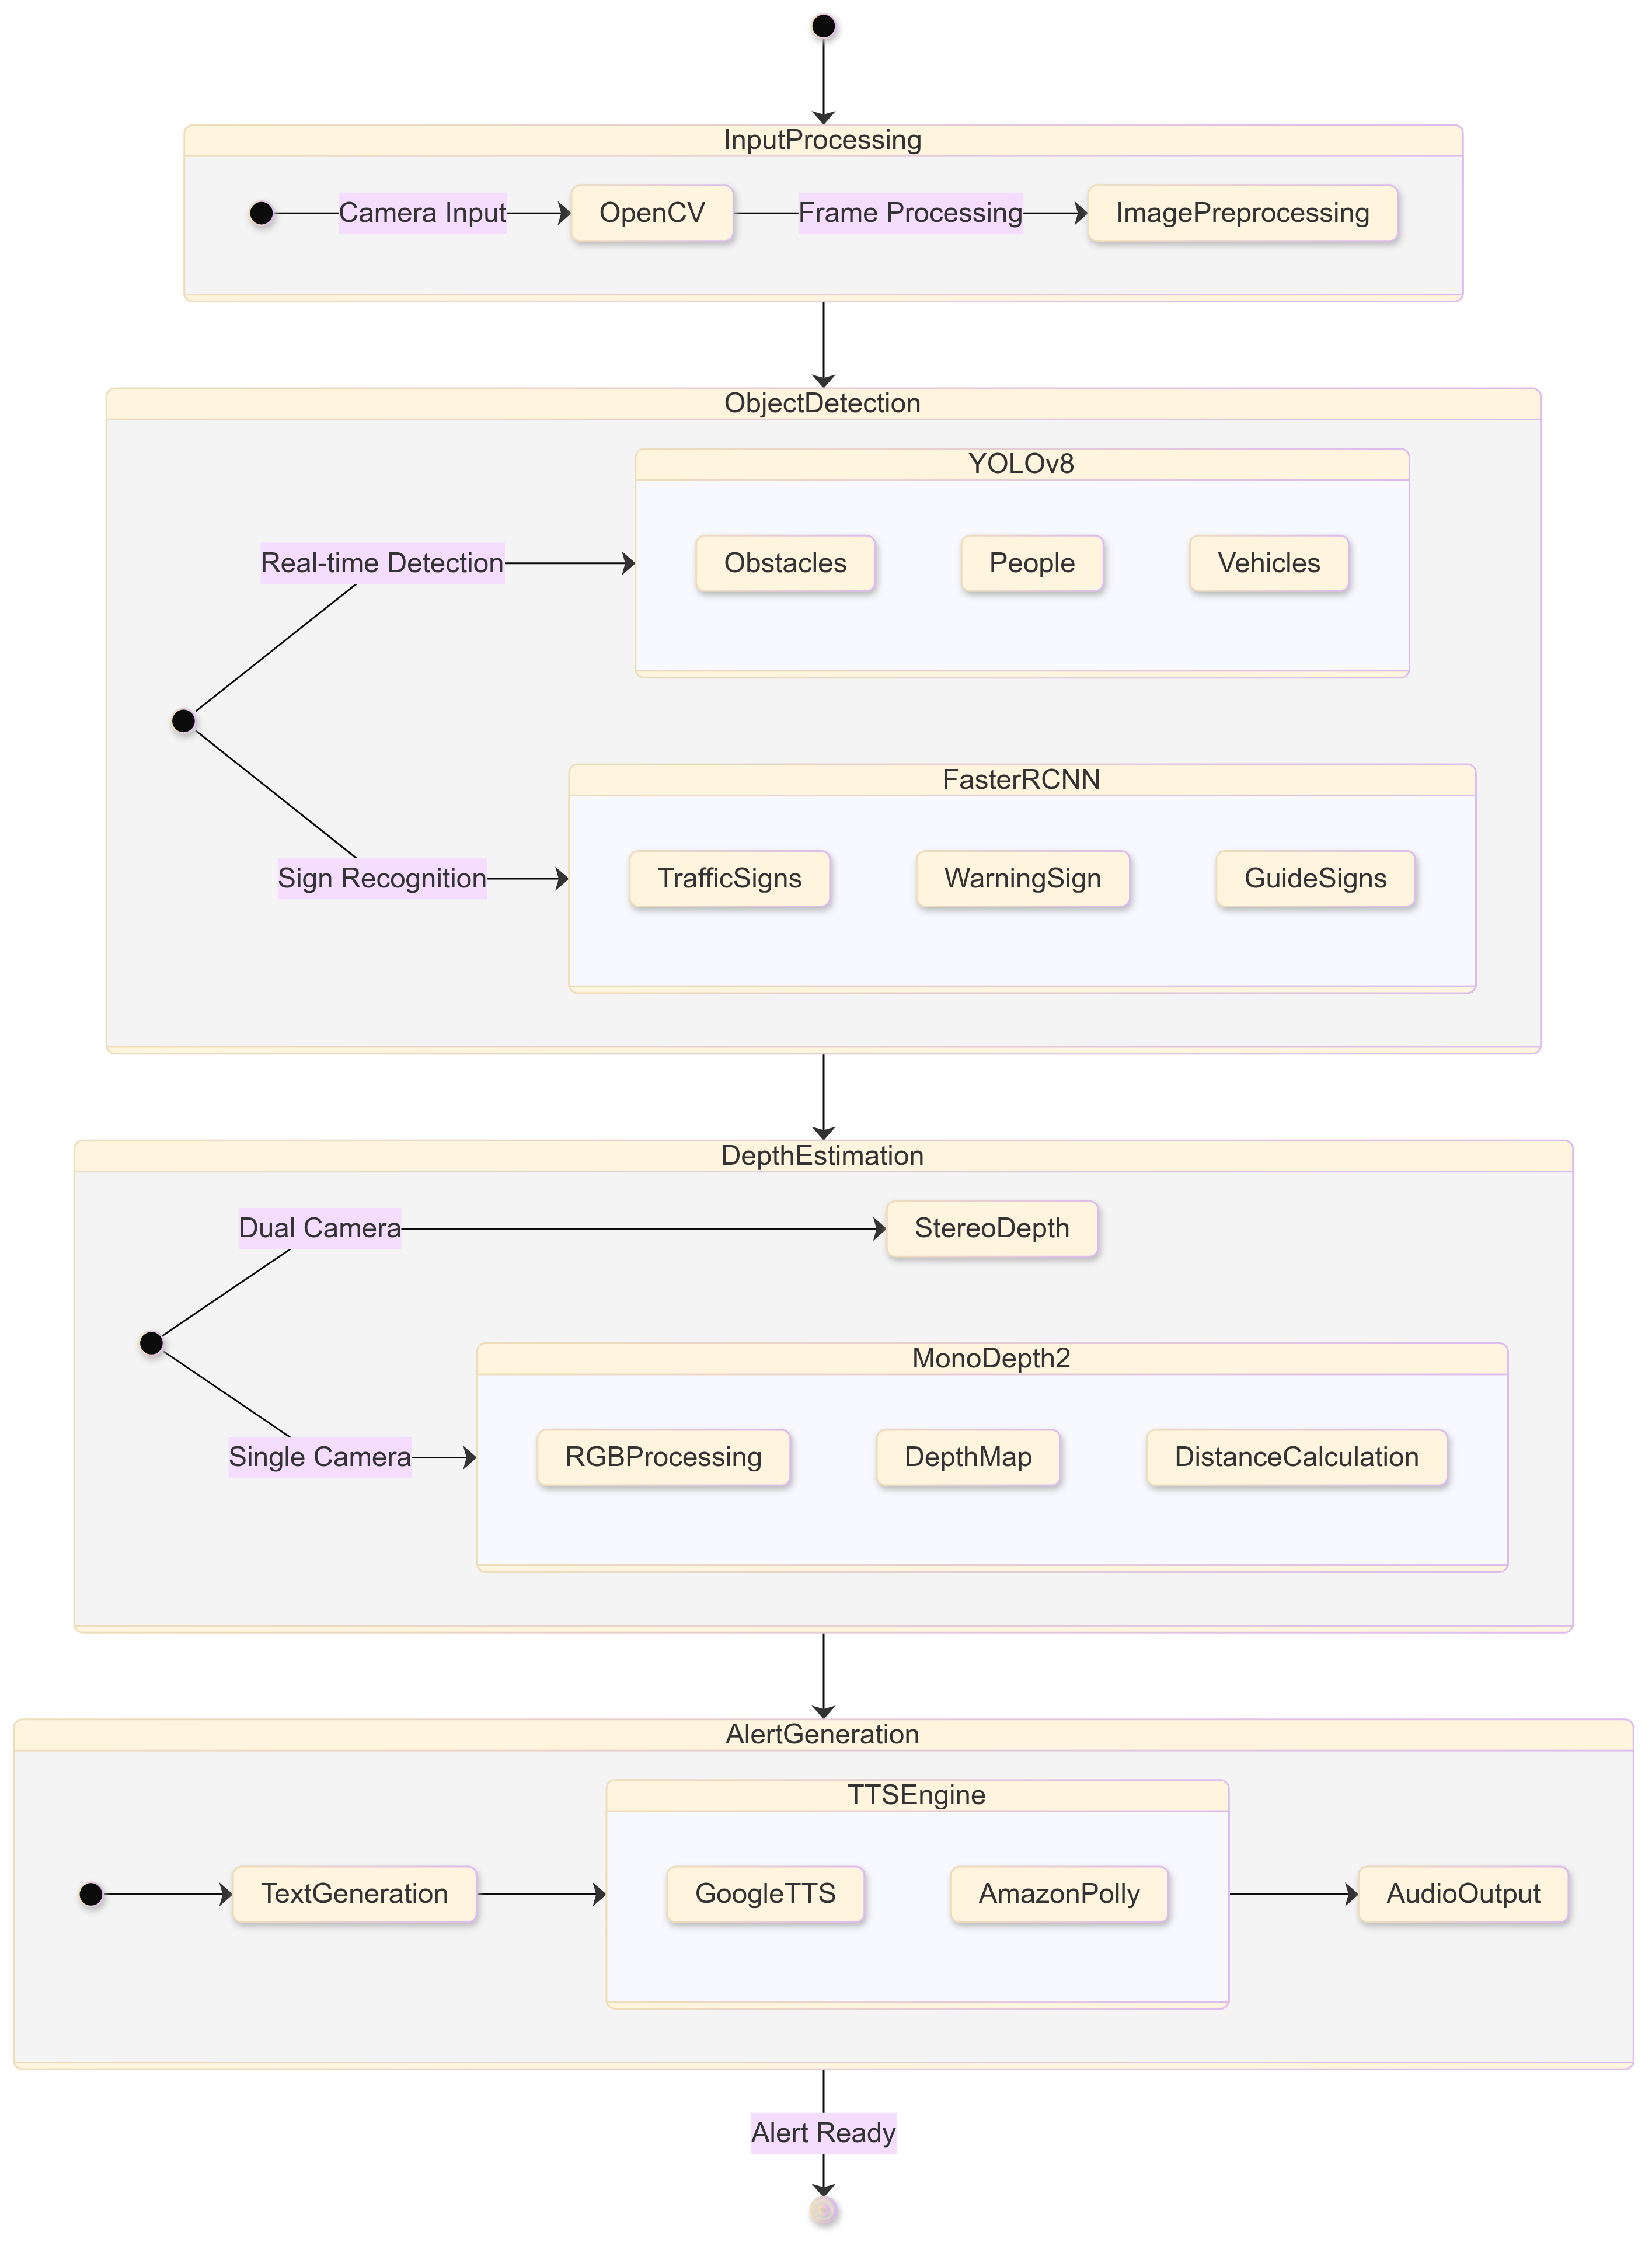 InputProcessing
Camera Input
OpenCV
Frame Processing
ImagePreprocessing
ObjectDetection
YOLOv8
Real-time Detection
Obstacles
People
Vehicles
FasterRCNN
Sign Recognition
TrafficSigns
WarningSign
GuideSigns
DepthEstimation
Dual Camera
StereoDepth
MonoDepth2
Single Camera
RGBProcessing
DepthMap
DistanceCalculation
AlertGeneration
TTSEngine
TextGeneration
GoogleTTS
AmazonPolly
AudioOutput
Alert Ready